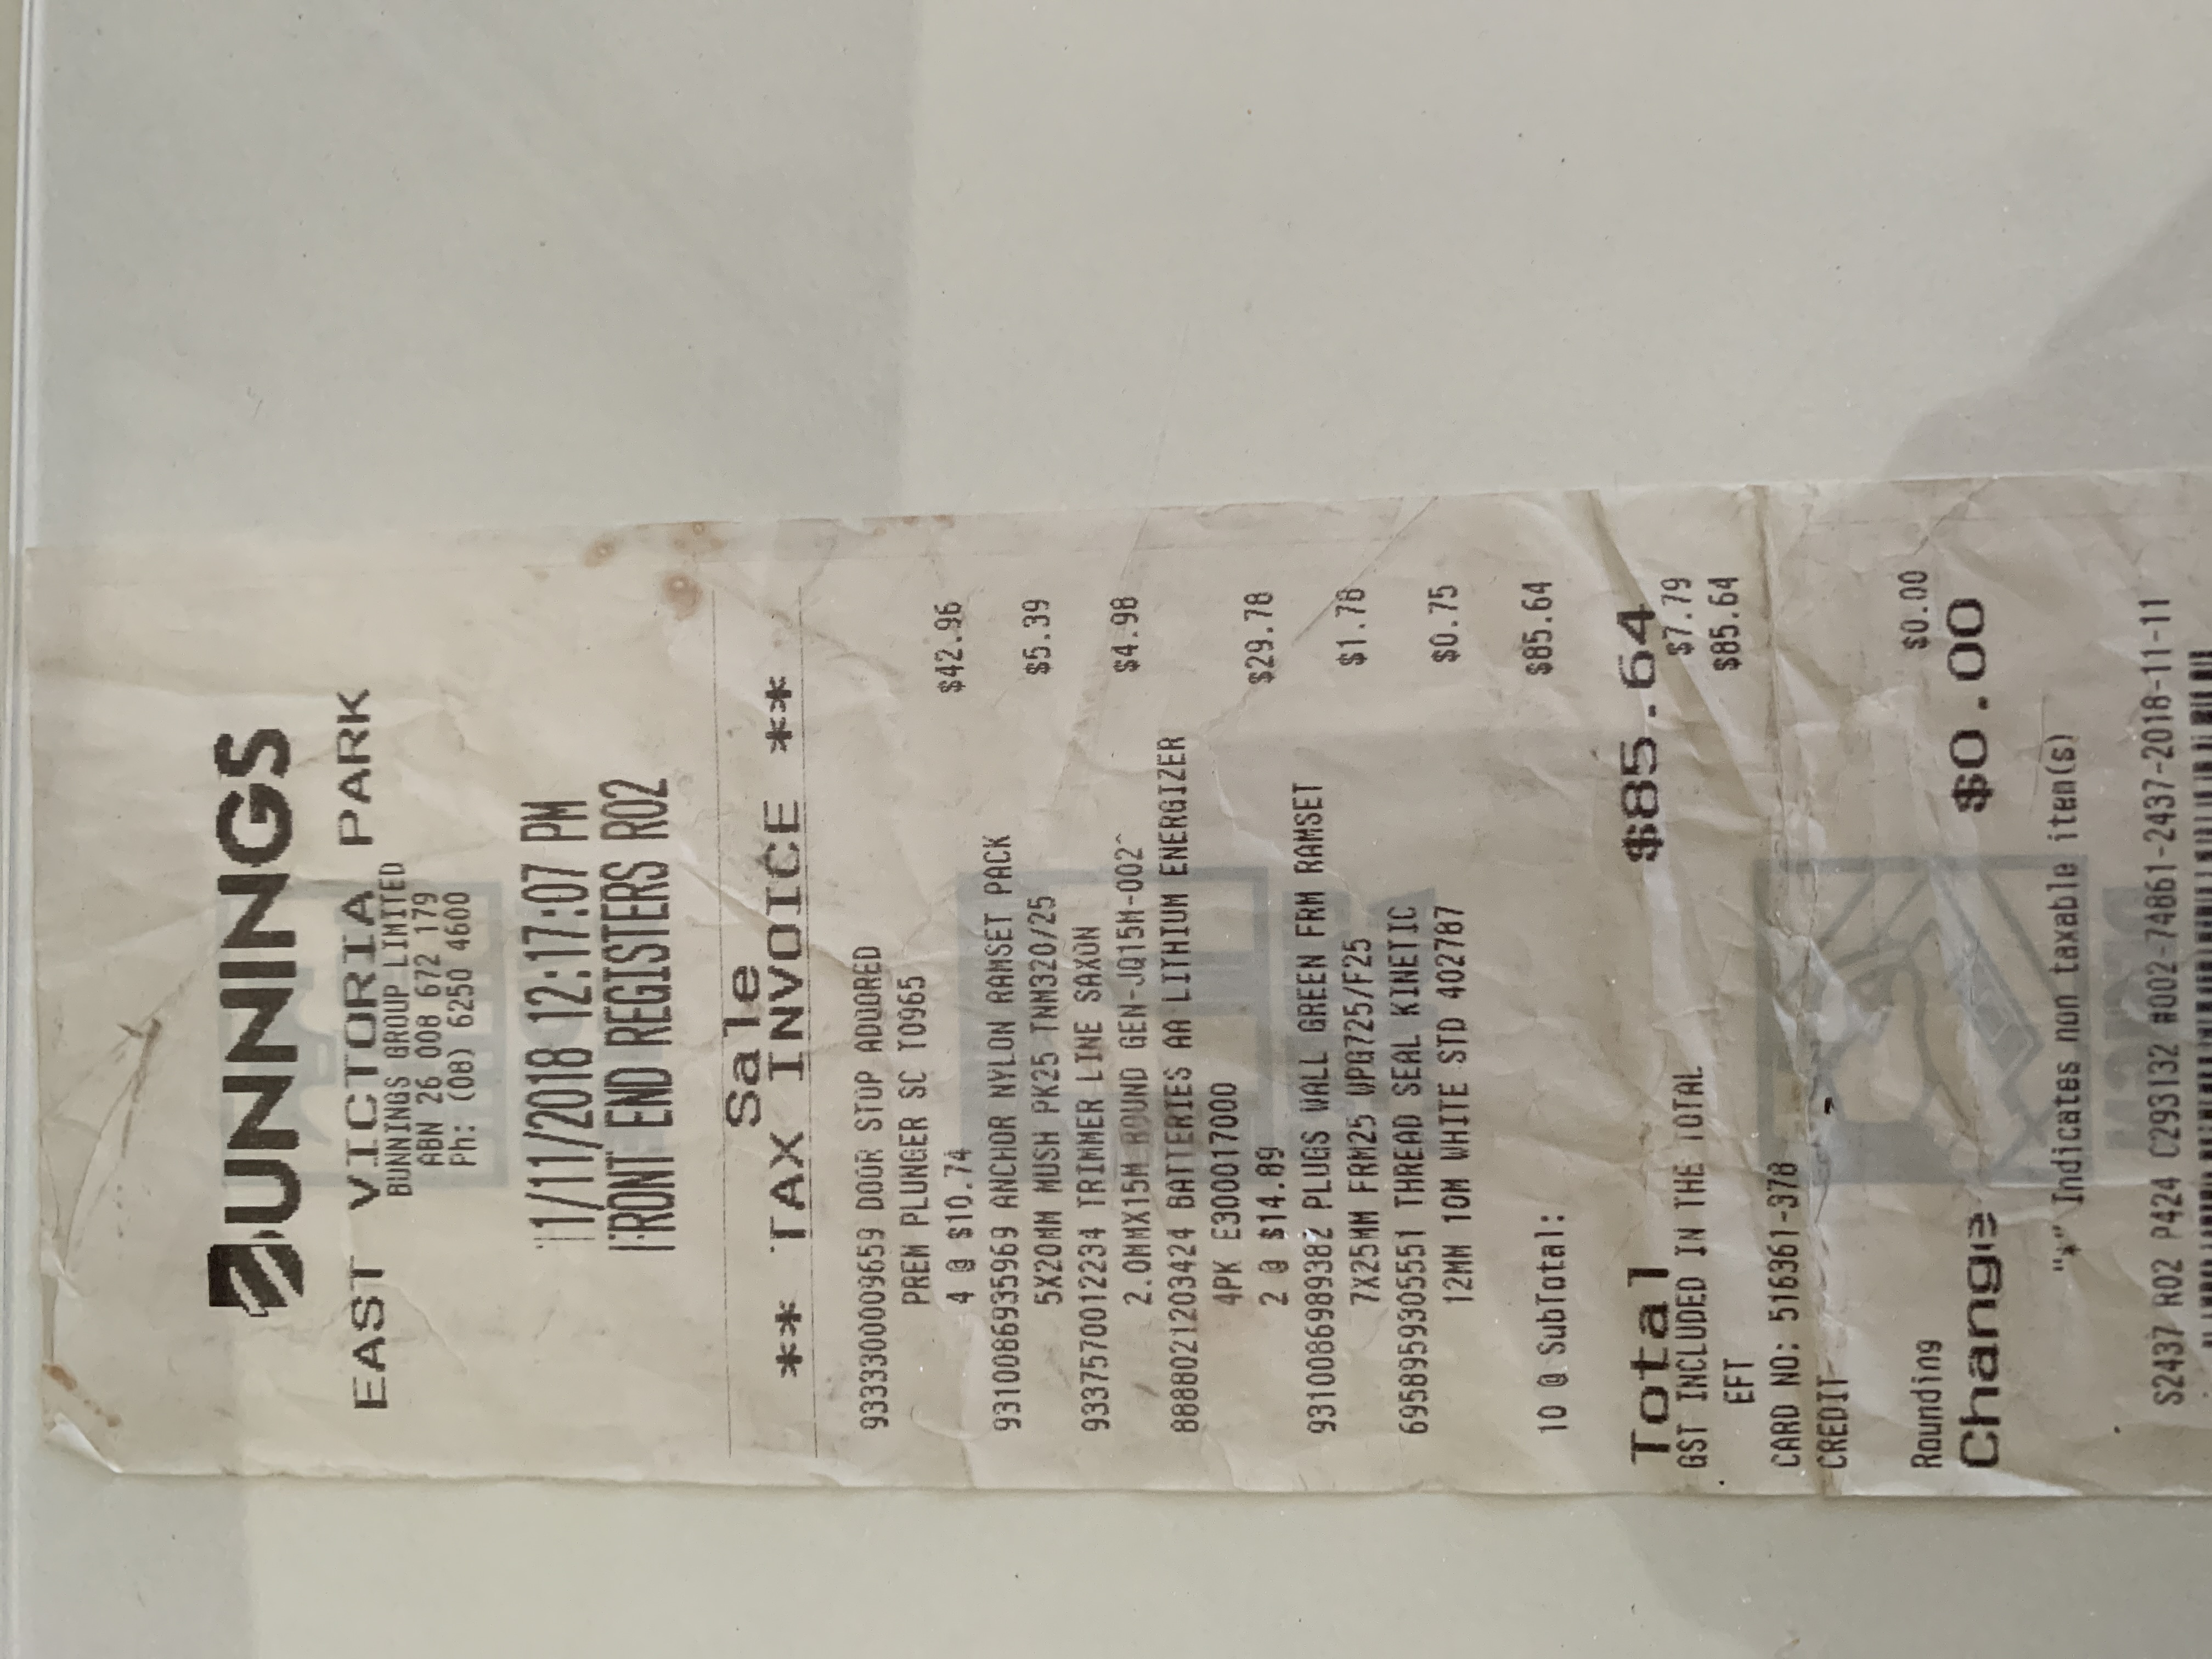 BUNNINGS
EAST VICTORIA PARK
BUNNINGS GROUP LIMITED
ABN 26 008 672 179
Ph: (08) 6250 4600
11/11/2018 12:17:07 PM
FRONT END REGISTERS R02
Sale
** TAX INVOICE **
9333300009659 DOOR STOP ADOORED
PREM PLUNGER SC T0965
4 @ $10.74 $42.96
9310086935969 ANCHOR NYLON RAMSET PACK
5X20MM MUSH PK25 TNM320/25 $5.39
9337570012234 TRIMMER LINE SAXON
2.0MMX15M ROUND GEN-JQ15M-002^ $4.98
8888021203424 BATTERIES AA LITHIUM ENERGIZER
4PK E300017000
2 @ $14.89 $29.78
9310086989382 PLUGS WALL GREEN FRM RAMSET
7X25MM FRM25 WPG725/F25 $1.78
6958959305551 THREAD SEAL KINETIC
12MM 10M WHITE STD 402787 $0.75
10 @ SubTotal: $85.64
Total $85.64
GST INCLUDED IN THE TOTAL $7.79
EFT $85.64
CARD NO: 516361-378
CREDIT
Rounding $0.00
Change $0.00
"*" Indicates non taxable item(s)
S2437 R02 P424 C293132 #002-74861-2437-2018-11-11